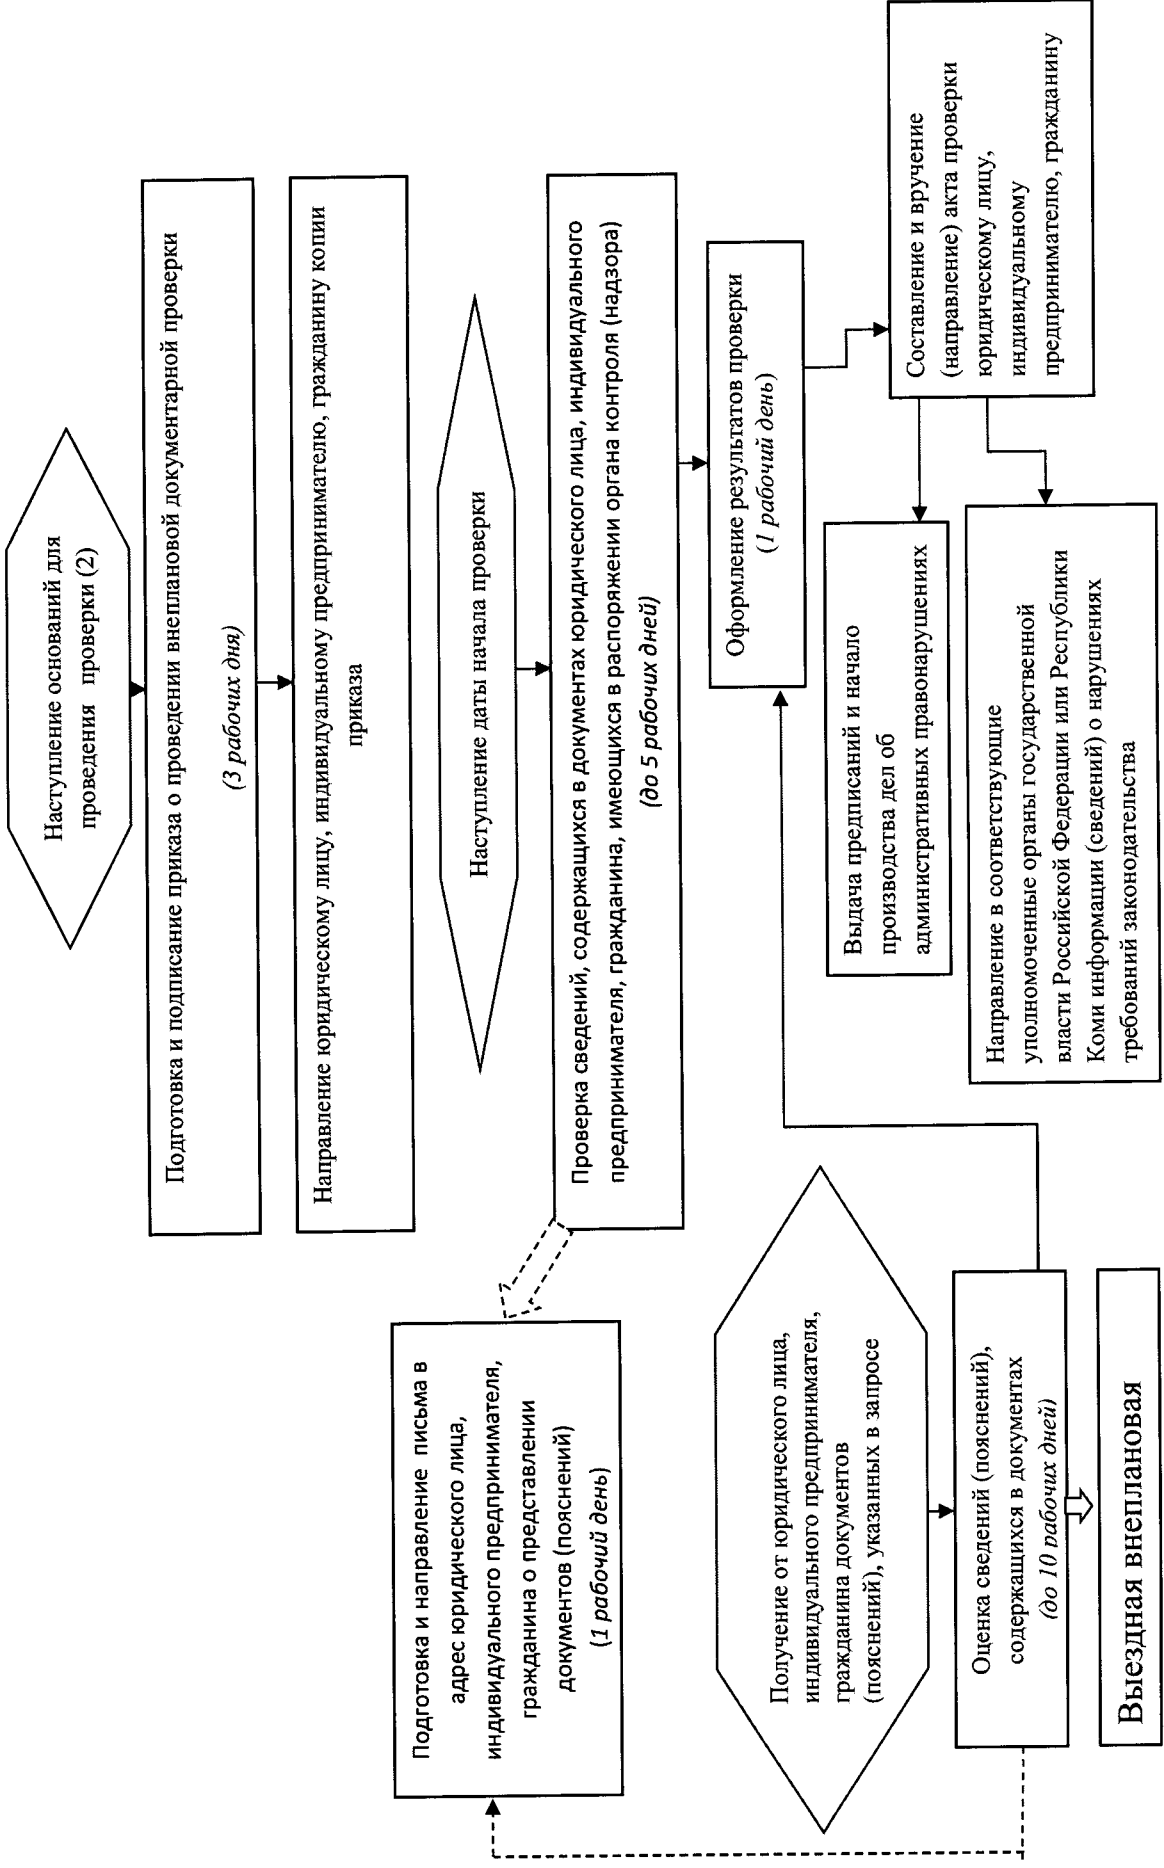 Наступление оснований для
проведения проверки (2)
Подготовка и подписание приказа о проведении внеплановой документарной проверки
(3 рабочих дня)
Направление юридическому лицу, индивидуальному предпринимателю, гражданину копии
приказа
Наступление даты начала проверки
Проверка сведений, содержащихся в документах юридического лица, индивидуального
предпринимателя, гражданина, имеющихся в распоряжении органа контроля (надзора)
(до 5 рабочих дней)
Подготовка и направление письма в
адрес юридического лица,
индивидуального предпринимателя,
гражданина о представлении
документов (пояснений)
(1 рабочий день)
Оформление результатов проверки
(1 рабочий день)
Получение от юридического лица,
индивидуального предпринимателя,
гражданина документов
(пояснений), указанных в запросе
Выдача предписаний и начало
производства дел об
административных правонарушениях
Составление и вручение
(направление) акта проверки
юридическому лицу,
индивидуальному
предпринимателю, гражданину
Оценка сведений (пояснений),
содержащихся в документах
(до 10 рабочих дней)
Направление в соответствующие
уполномоченные органы государственной
власти Российской Федерации или Республики
Коми информации (сведений) о нарушениях
требований законодательства
Выездная внеплановая